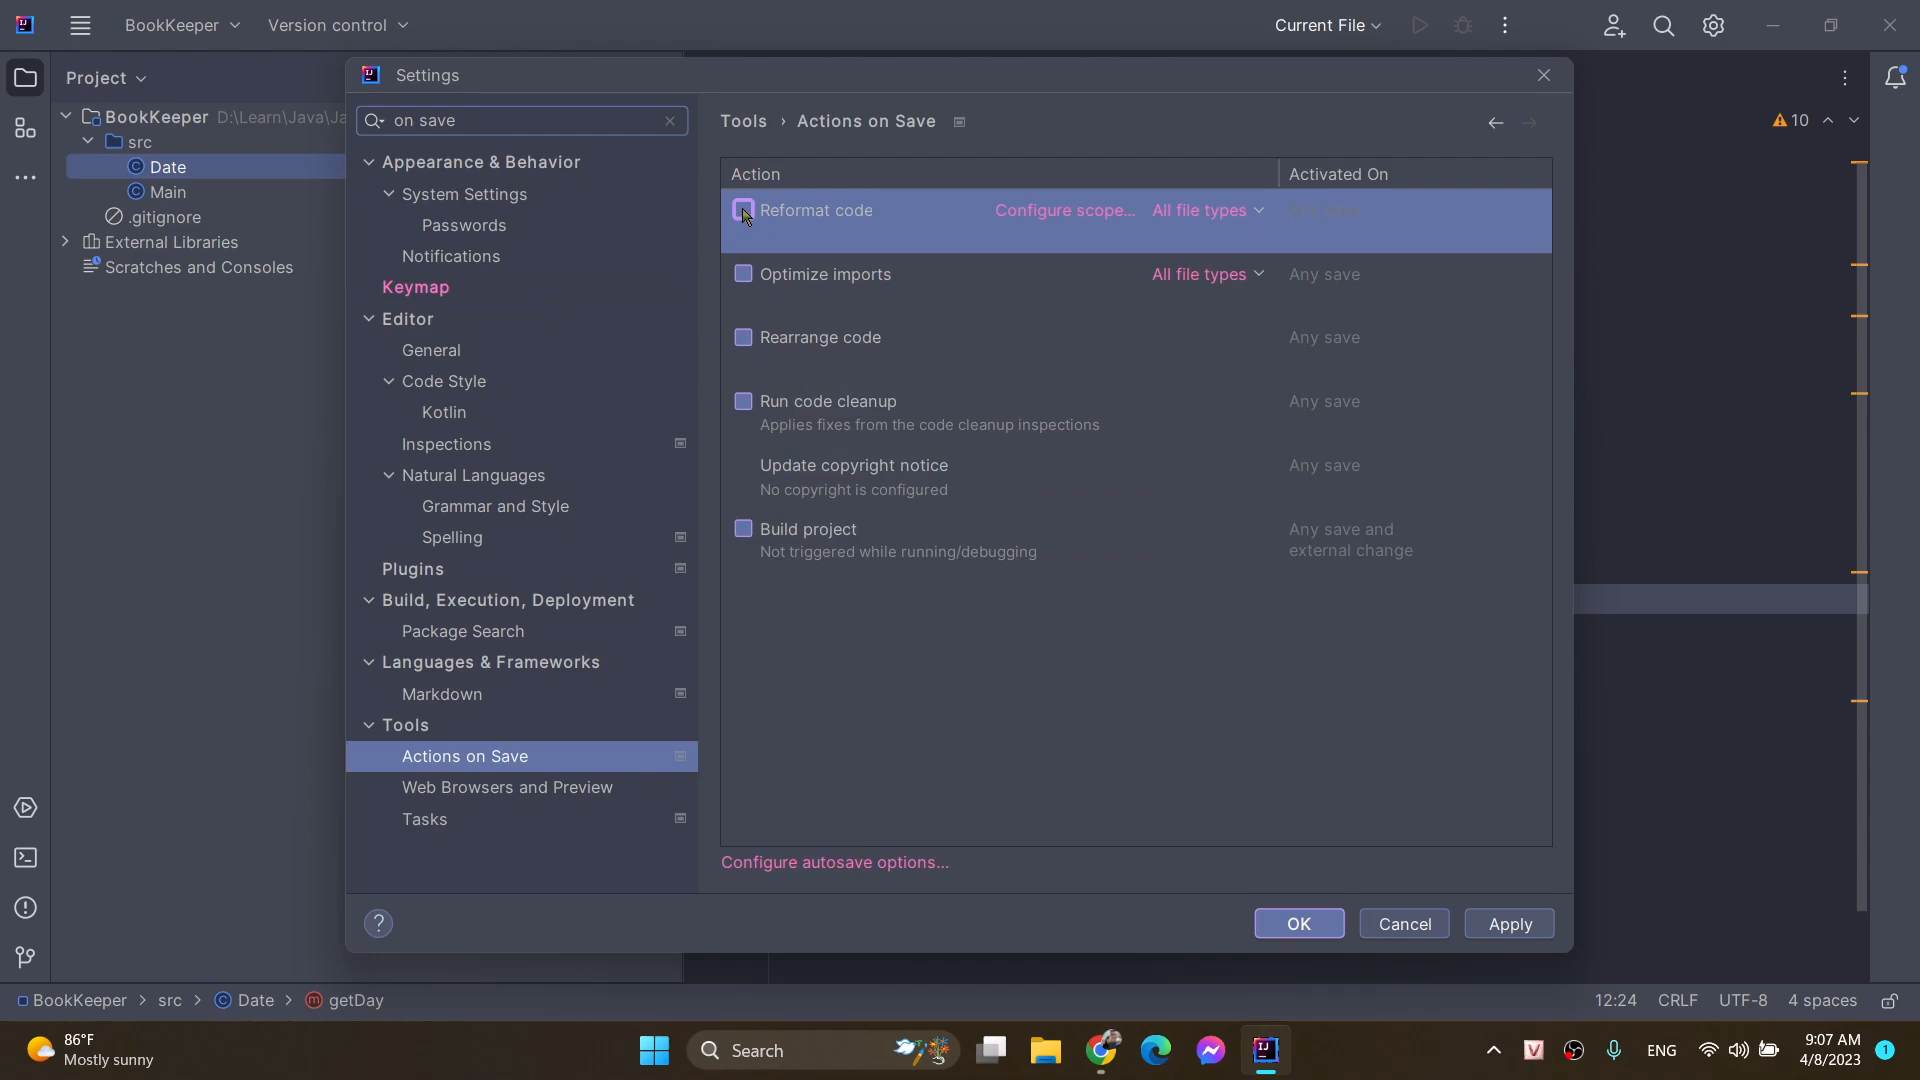 BookKeeper
Version control
Current File
Project
BookKeeper D:\Learn\Java\Ja
src
Date
Main
.gitignore
External Libraries
Scratches and Consoles
Settings
on save
Appearance & Behavior
System Settings
Passwords
Notifications
Keymap
Editor
General
Code Style
Kotlin
Inspections
Natural Languages
Grammar and Style
Spelling
Plugins
Build, Execution, Deployment
Package Search
Languages & Frameworks
Markdown
Tools
Actions on Save
Web Browsers and Preview
Tasks
Tools › Actions on Save
Action Activated On
Reformat code Configure scope... All file types Any save
Optimize imports All file types Any save
Rearrange code Any save
Run code cleanup Any save
Applies fixes from the code cleanup inspections
Update copyright notice Any save
No copyright is configured
Build project Any save and
Not triggered while running/debugging external change
Configure autosave options...
?
OK Cancel Apply
10
BookKeeper > src > Date > getDay
12:24 CRLF UTF-8 4 spaces
86°F
Mostly sunny
Search
ENG
9:07 AM
4/8/2023
1